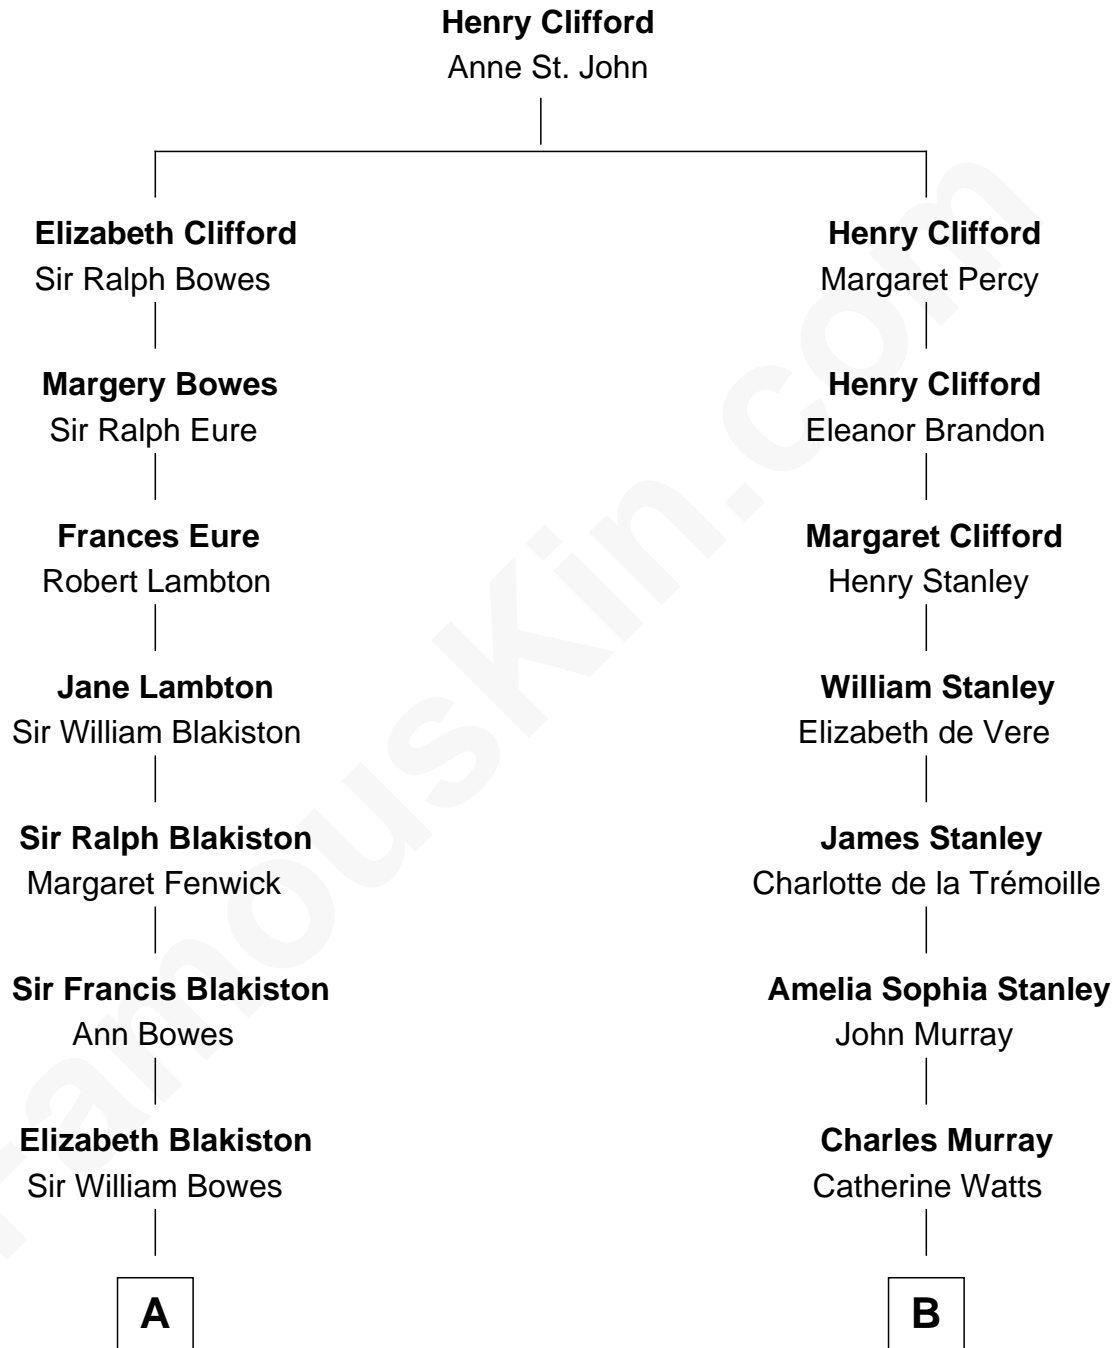 Henry Clifford
Anne St. John
Elizabeth Clifford
Sir Ralph Bowes
Henry Clifford
Margaret Percy
Margery Bowes
Sir Ralph Eure
Henry Clifford
Eleanor Brandon
Frances Eure
Robert Lambton
Margaret Clifford
Henry Stanley
Jane Lambton
Sir William Blakiston
William Stanley
Elizabeth de Vere
Sir Ralph Blakiston
Margaret Fenwick
James Stanley
Charlotte de la Trémoille
Sir Francis Blakiston
Ann Bowes
Amelia Sophia Stanley
John Murray
Elizabeth Blakiston
Sir William Bowes
Charles Murray
Catherine Watts
A
B
FamousKin.com